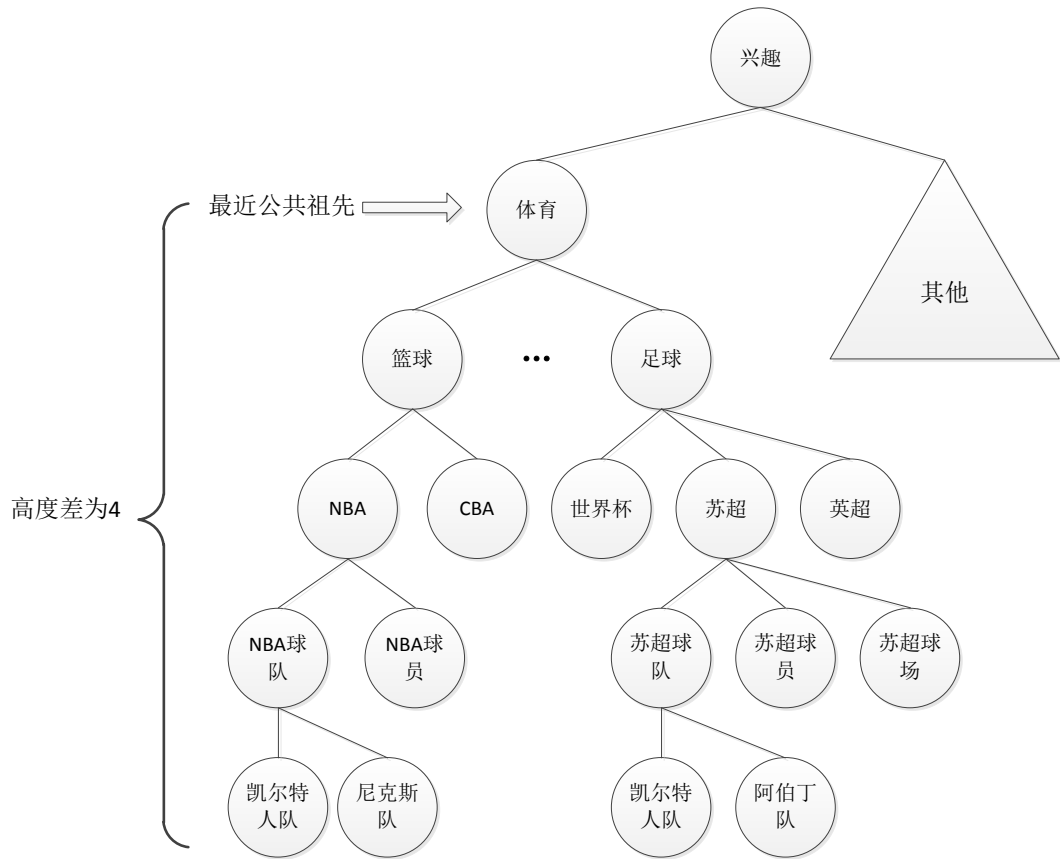 兴趣
最近公共祖先
体育
其他
篮球
...
足球
高度差为4
NBA
CBA
世界杯
苏超
英超
NBA球
队
NBA球
员
苏超球
队
苏超球
员
苏超球
场
凯尔特
人队
尼克斯
队
凯尔特
人队
阿伯丁
队